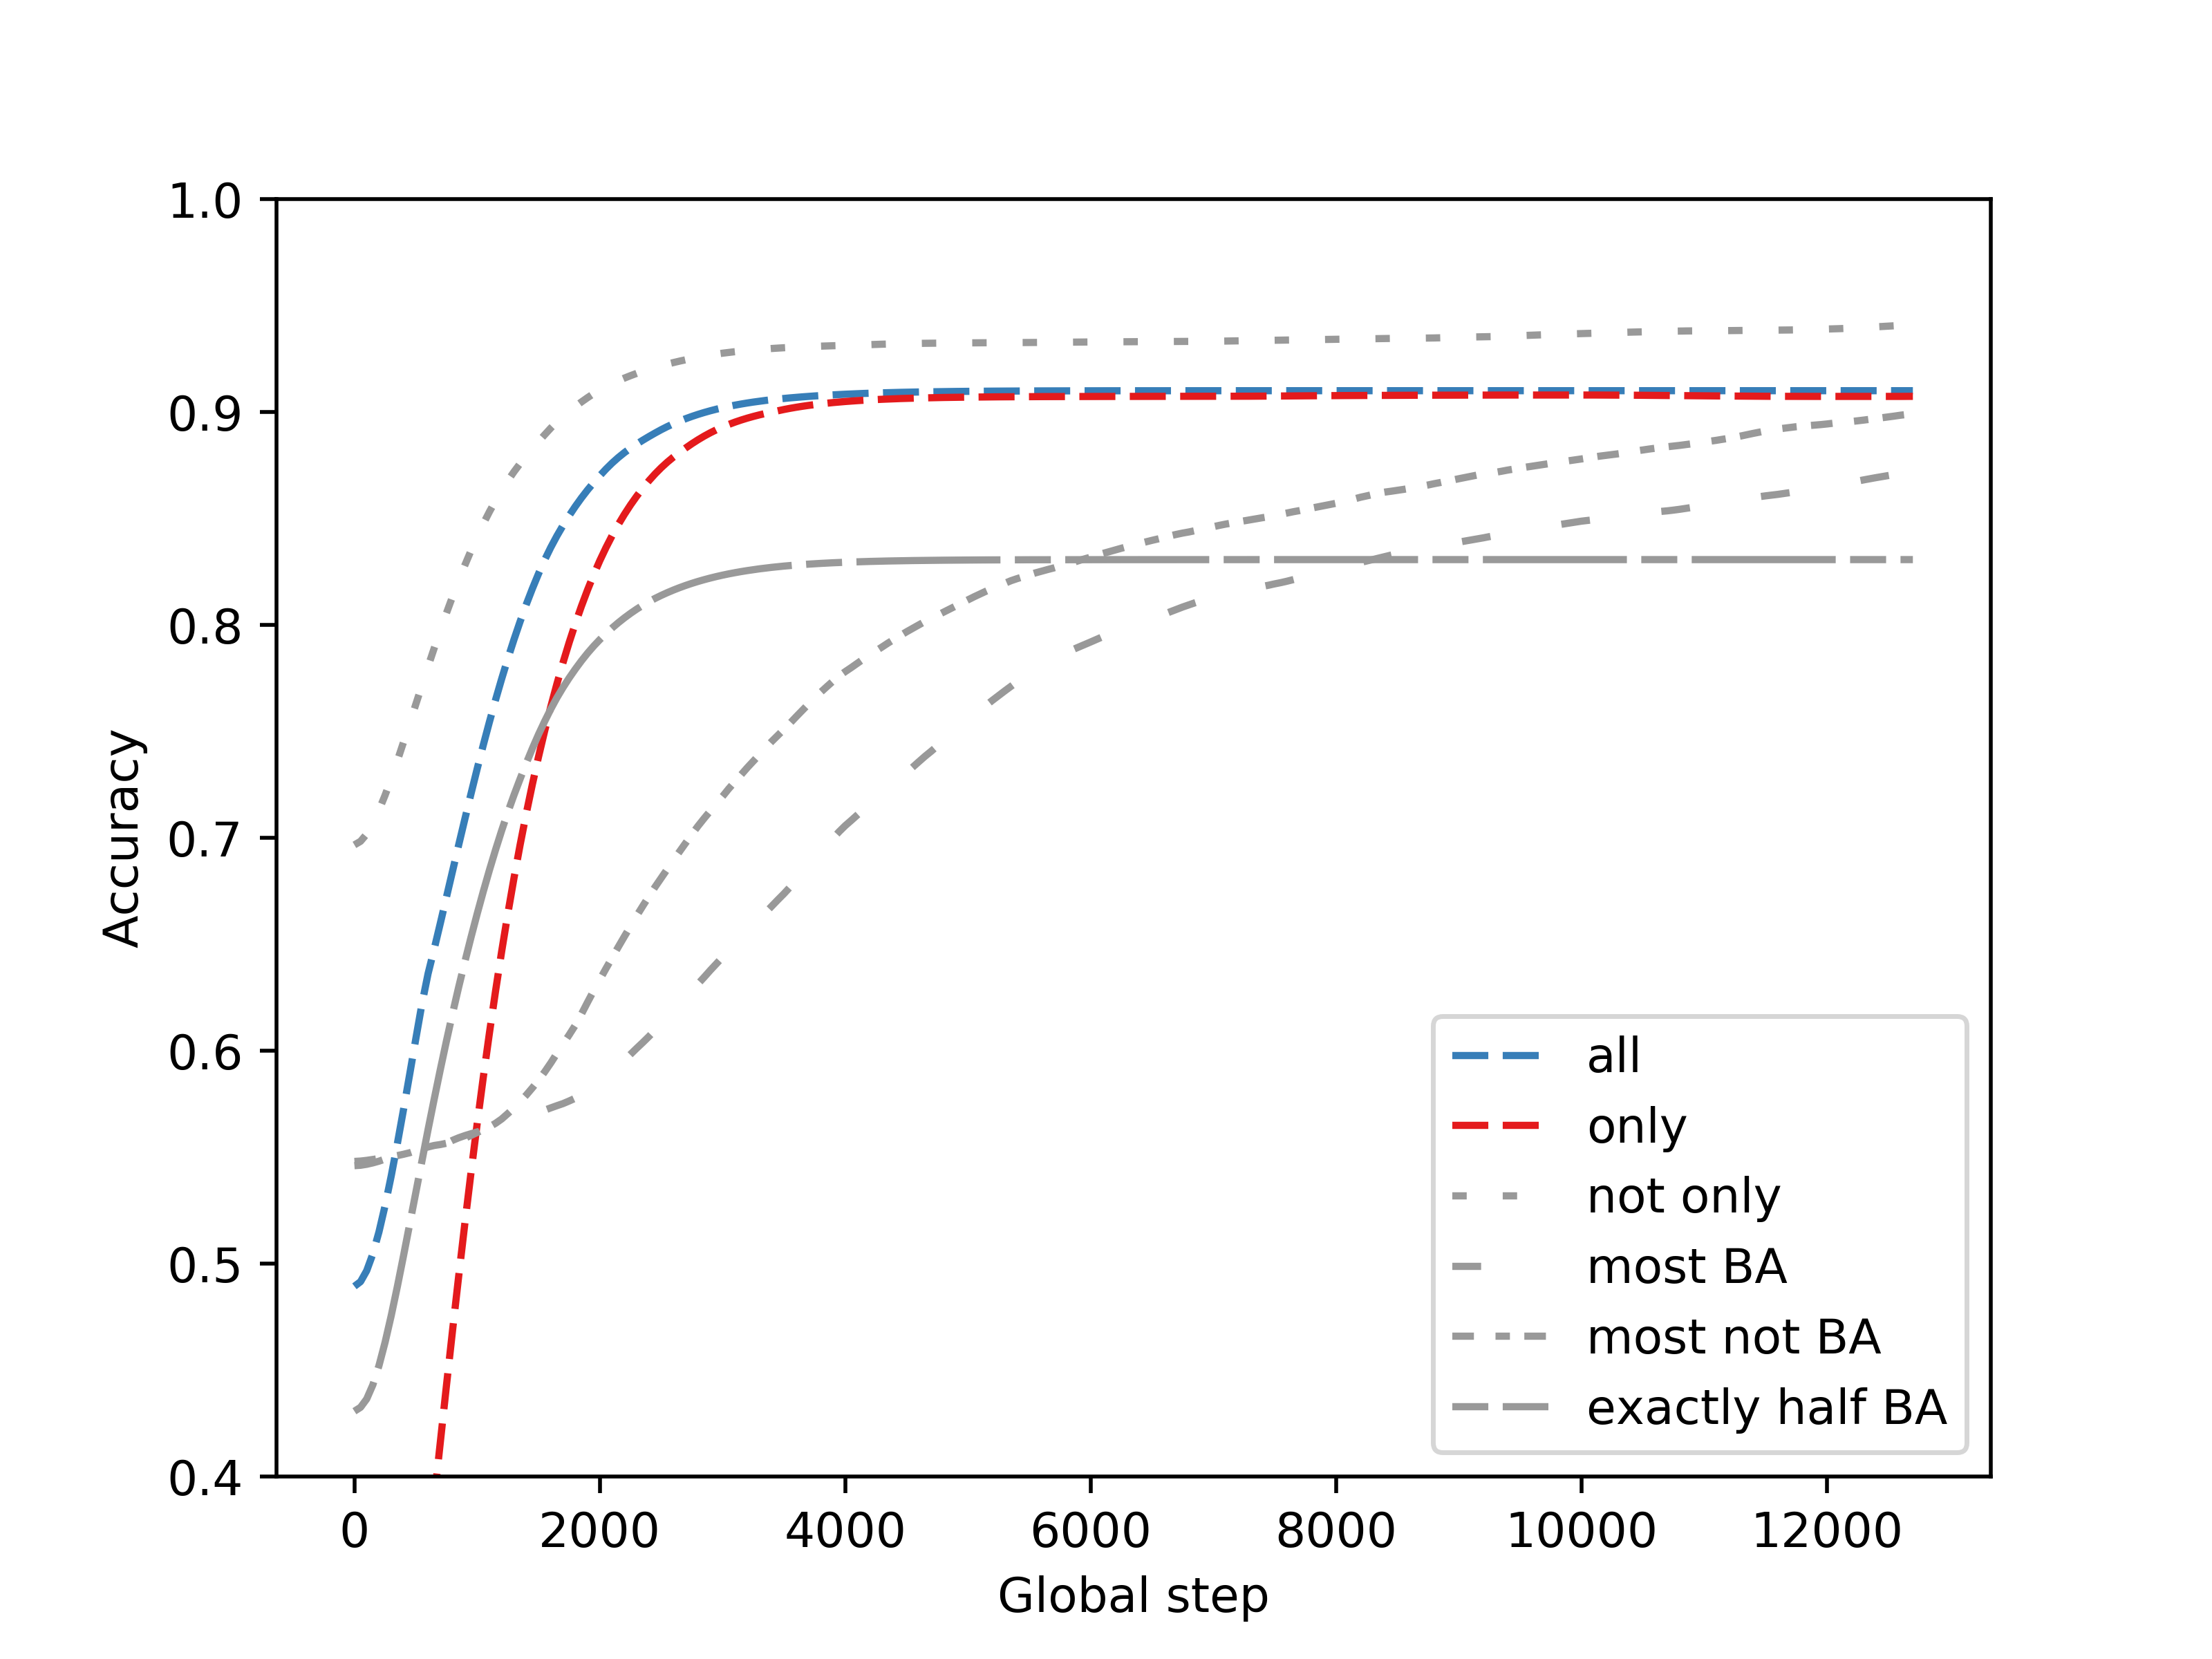 1.0
0.9
0.8
0.7
0.6
0.5
0.4
Accuracy
0 2000 4000 6000 8000 10000 12000
Global step
all
only
not only
most BA
most not BA
exactly half BA